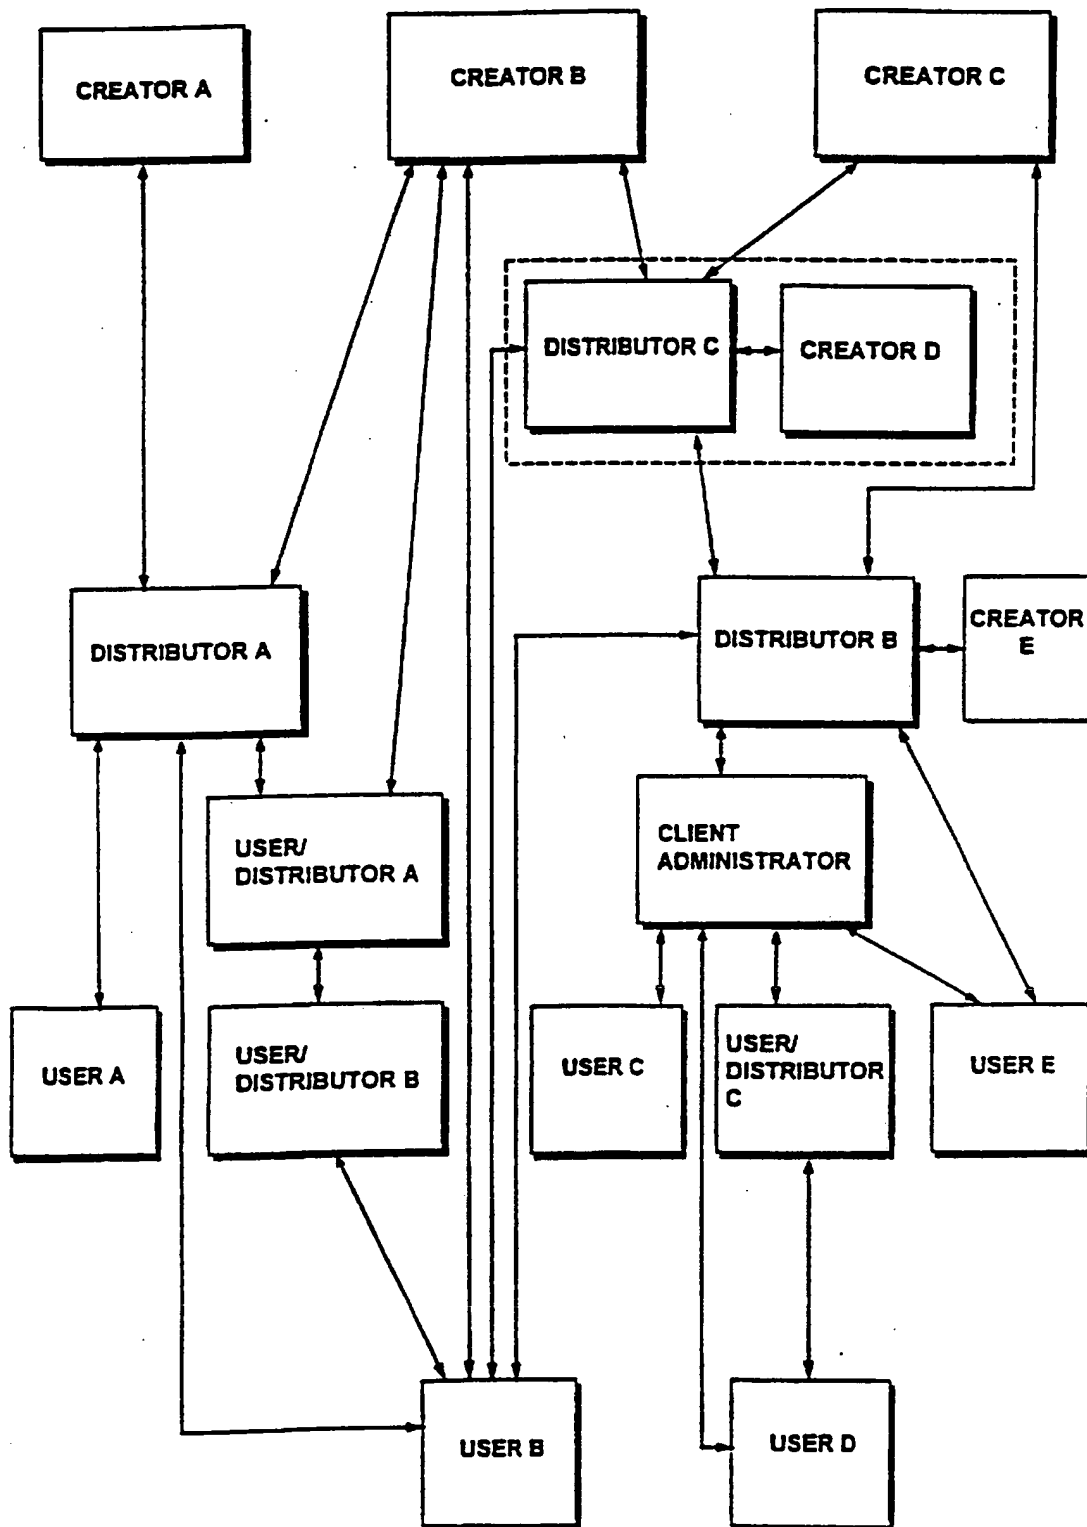 CREATOR A
CREATOR B
CREATOR C
DISTRIBUTOR C
CREATOR D
DISTRIBUTOR A
DISTRIBUTOR B
CREATOR
E
USER/
DISTRIBUTOR A
CLIENT
ADMINISTRATOR
USER A
USER/
DISTRIBUTOR B
USER C
USER/
DISTRIBUTOR
C
USER E
USER B
USER D